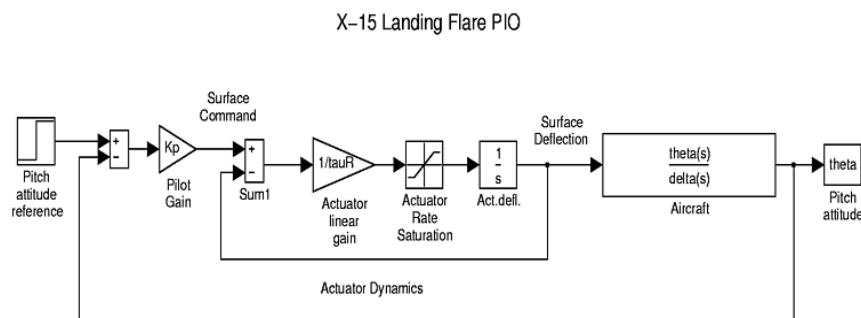 X-15 Landing Flare PIO
Surface
Command
Surface
Deflection
+
-
Kp
+
-
1/tauR
1
s
theta(s)
delta(s)
theta
Pitch
attitude
reference
Pilot
Gain
Sum1
Actuator
linear
gain
Actuator
Rate
Saturation
Act.defl.
Aircraft
Pitch
attitude
Actuator Dynamics